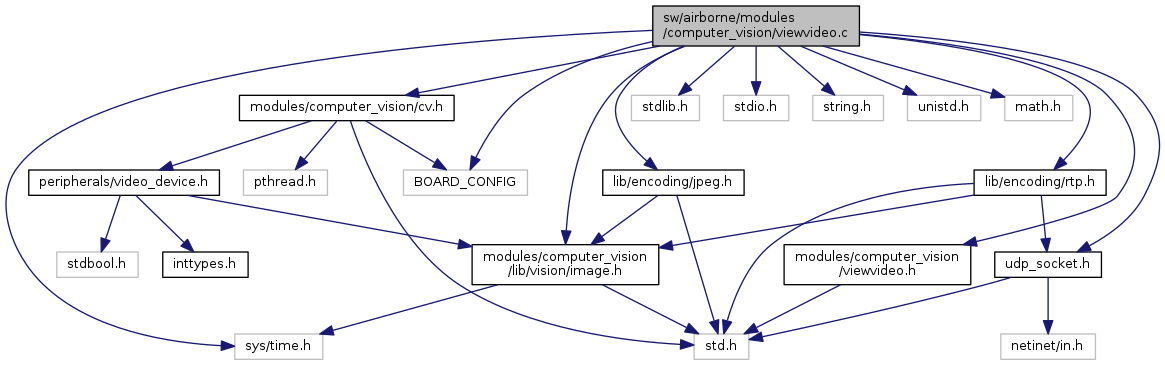 sw/airborne/modules
/computer_vision/viewvideo.c
modules/computer_vision/cv.h
stdlib.h
stdio.h
string.h
unistd.h
math.h
peripherals/video_device.h
pthread.h
BOARD_CONFIG
lib/encoding/jpeg.h
lib/encoding/rtp.h
stdbool.h
inttypes.h
modules/computer_vision
/lib/vision/image.h
modules/computer_vision
/viewvideo.h
udp_socket.h
sys/time.h
std.h
netinet/in.h